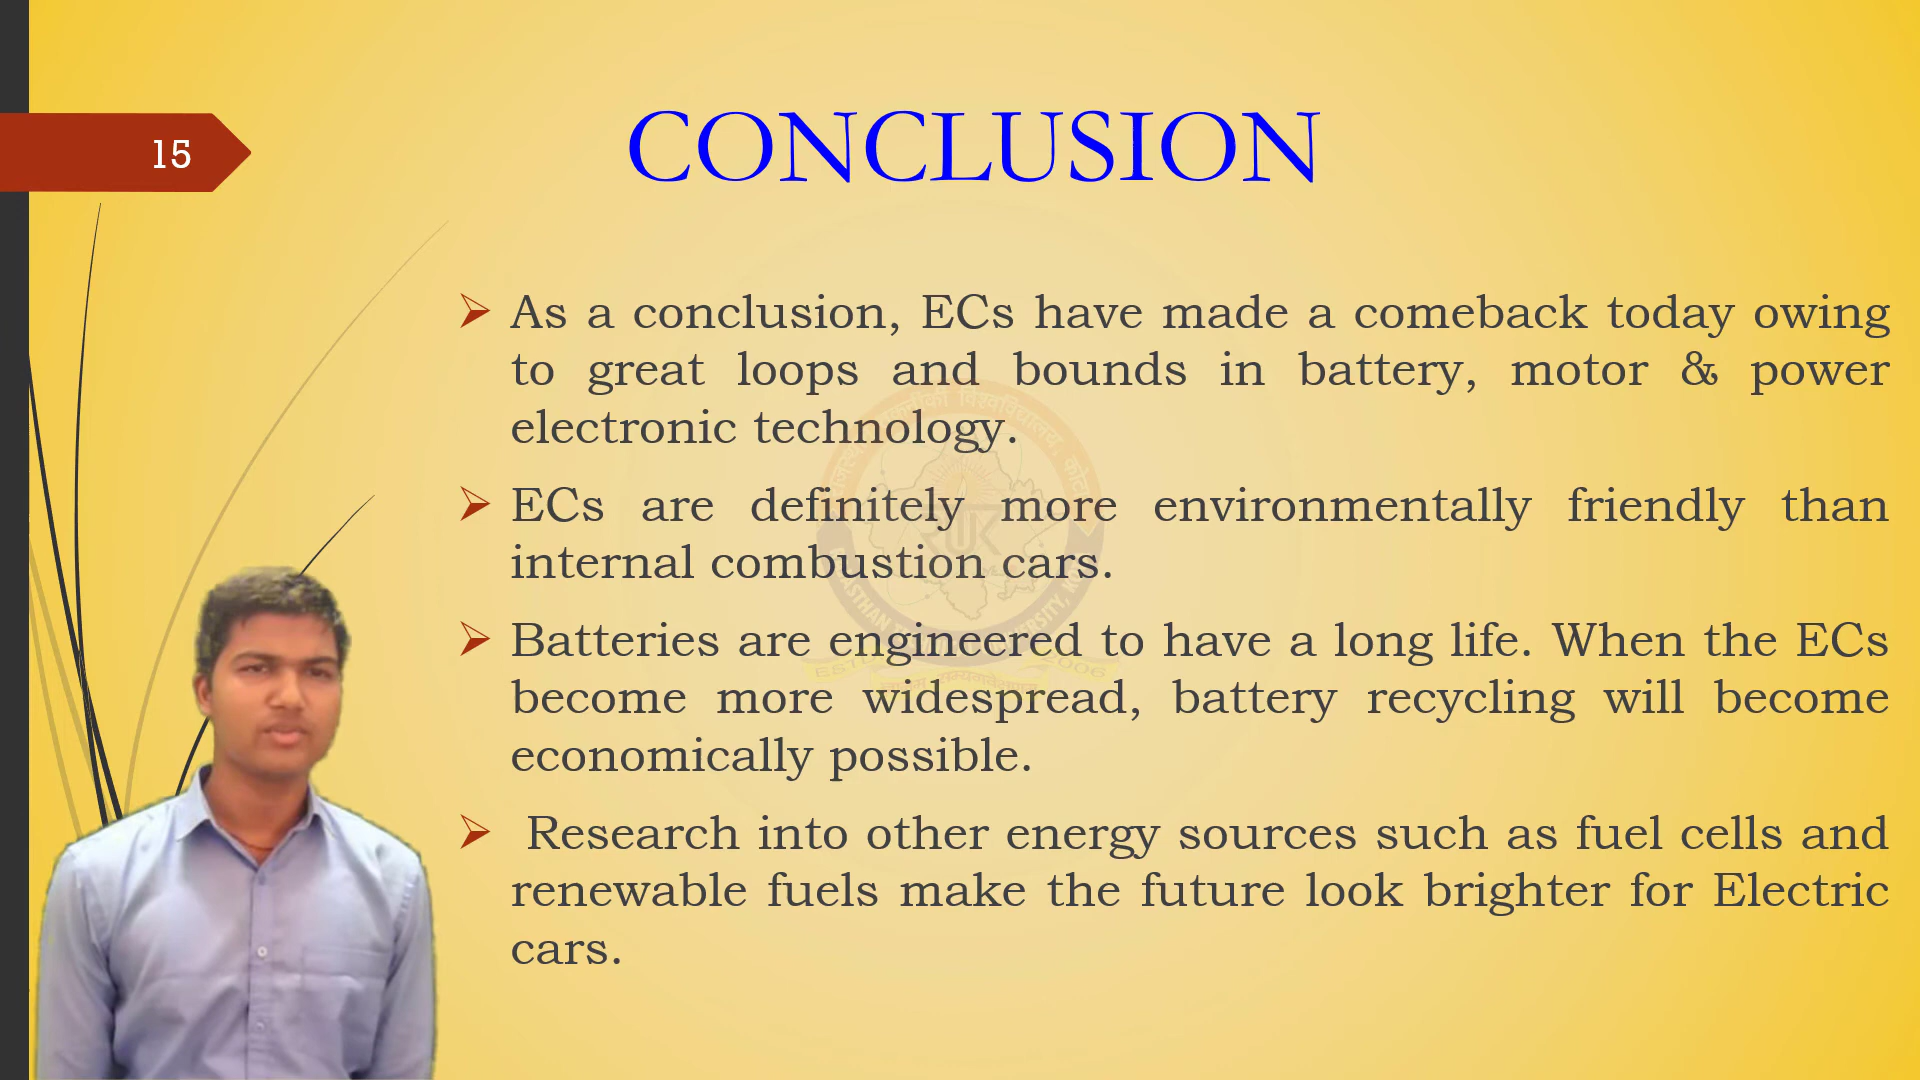 15
CONCLUSION
As a conclusion, ECs have made a comeback today owing
to great loops and bounds in battery, motor & power
electronic technology.
ECs are definitely more environmentally friendly than
internal combustion cars.
Batteries are engineered to have a long life. When the ECs
become more widespread, battery recycling will become
economically possible.
Research into other energy sources such as fuel cells and
renewable fuels make the future look brighter for Electric
cars.
ESTD
2006